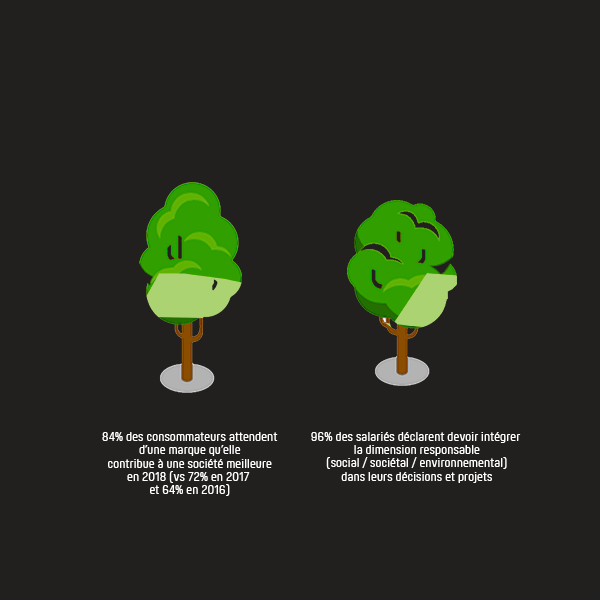 84% des consommateurs attendent
d'une marque qu'elle
contribue à une société meilleure
en 2018 (vs 72% en 2017
et 64% en 2016)
96% des salariés déclarent devoir intégrer
la dimension responsable
(social / sociétal / environnemental)
dans leurs décisions et projets